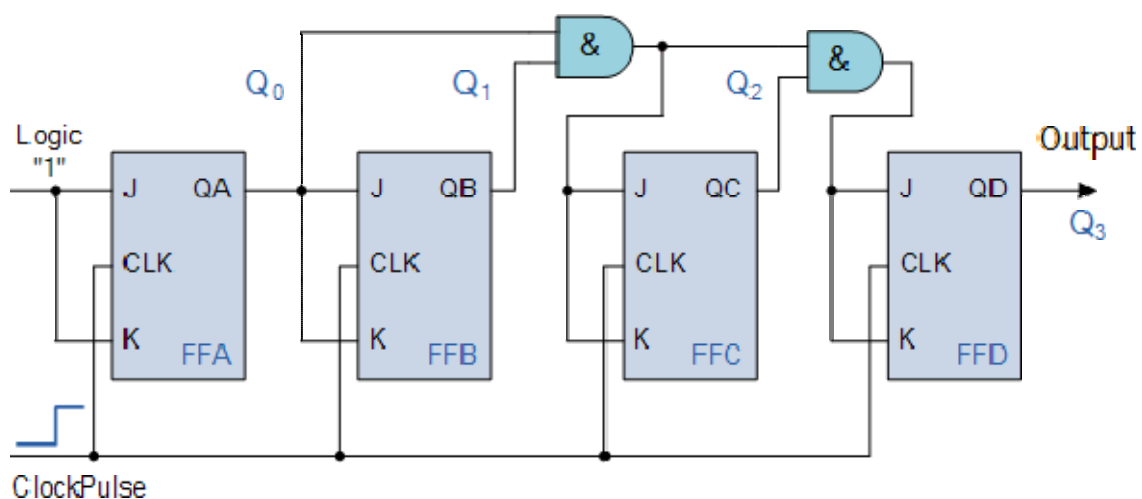 &
&
Q0
Q1
Q2
Logic
"1"
Output
J QA
J QB
J QC
J QD
Q3
CLK
CLK
CLK
CLK
K
K
K
K
FFA
FFB
FFC
FFD
ClockPulse